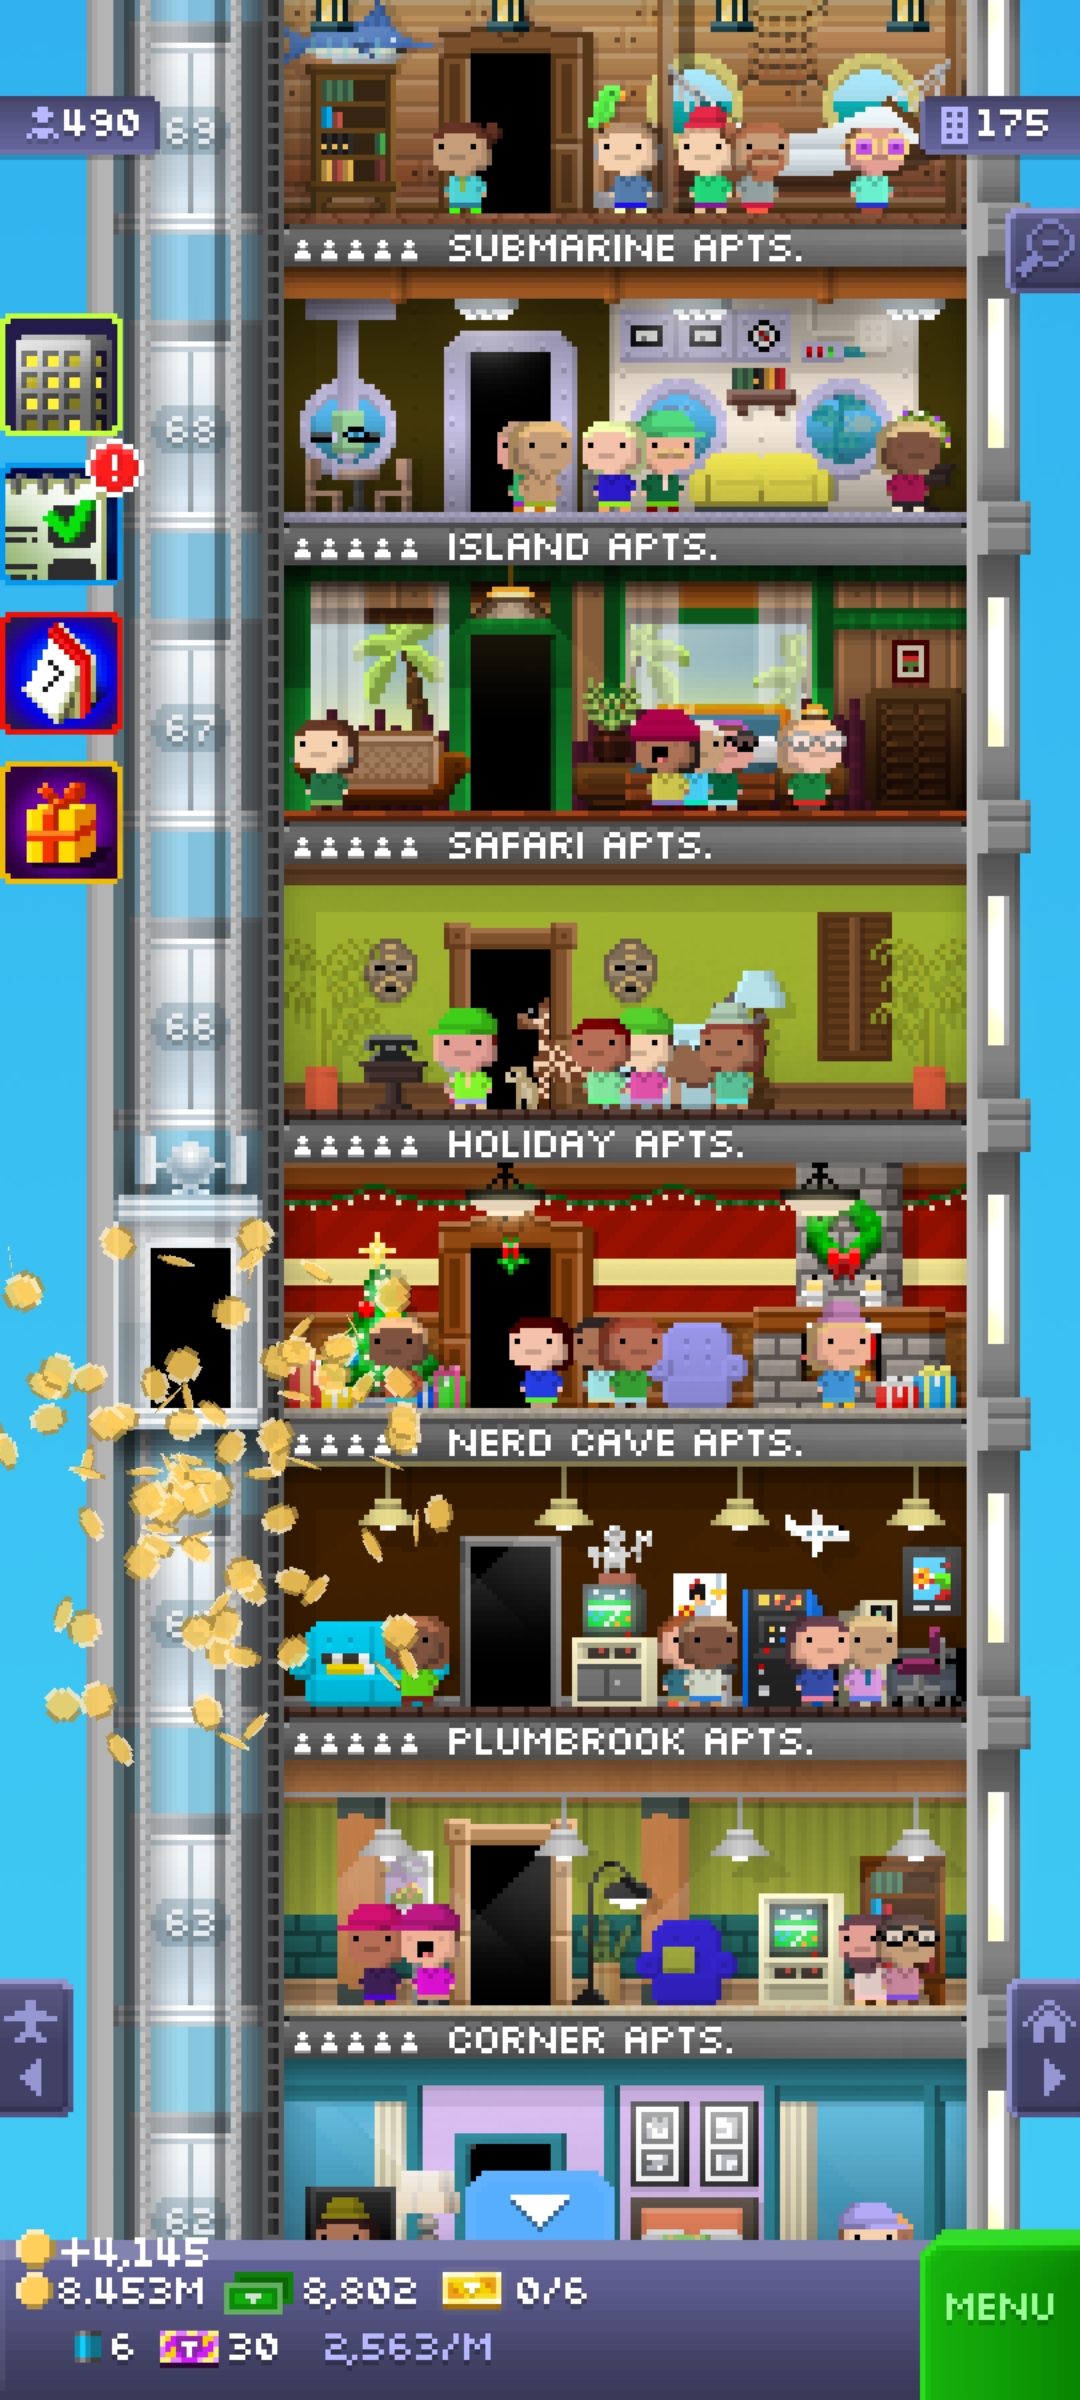 490
69
175
SUBMARINE APTS.
68
ISLAND APTS.
67
SAFARI APTS.
66
HOLIDAY APTS.
NERD CAVE APTS.
PLUMBROOK APTS.
63
CORNER APTS.
62
+4,145
8.453M
8,802
0/6
MENU
6
T
30
2,563/M